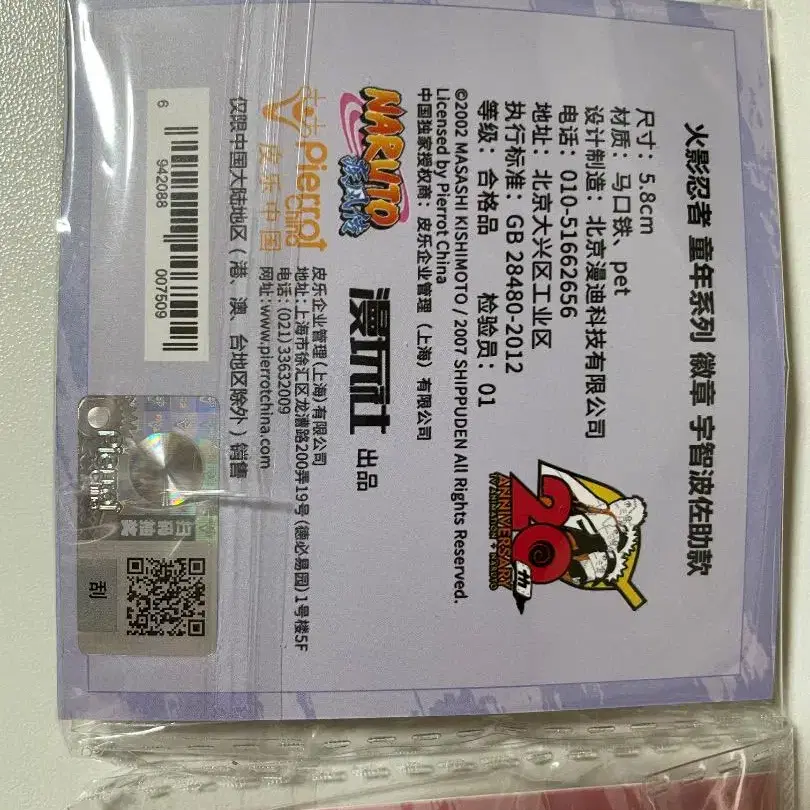 火影忍者 童年系列 徽章 宇智波佐助款
尺寸：5.8cm
材质：马口铁、pet
设计制造：北京漫迪科技有限公司
电话：010-51662656
地址：北京大兴区工业区
执行标准：GB 28480-2012
等级：合格品 检验员：01
©2002 MASASHI KISHIMOTO / 2007 SHIPPUDEN All Rights Reserved.
Licensed by Pierrot China
中国独家授权商：皮乐企业管理（上海）有限公司
20th
ANNIVERSARY
TV ANIMATION * NARUTO
NARUTO
疾风传
漫玩社 出品
Pierrot
China
皮乐中国
皮乐企业管理(上海)有限公司
地址:上海市徐汇区龙漕路200弄19号(德必易园)1号楼5F
电话:(021)33632009
网址:www.pierrotchina.com
仅限中国大陆地区（港、澳、台地区除外）销售
6 942088 007509
Pierrot
China
刮